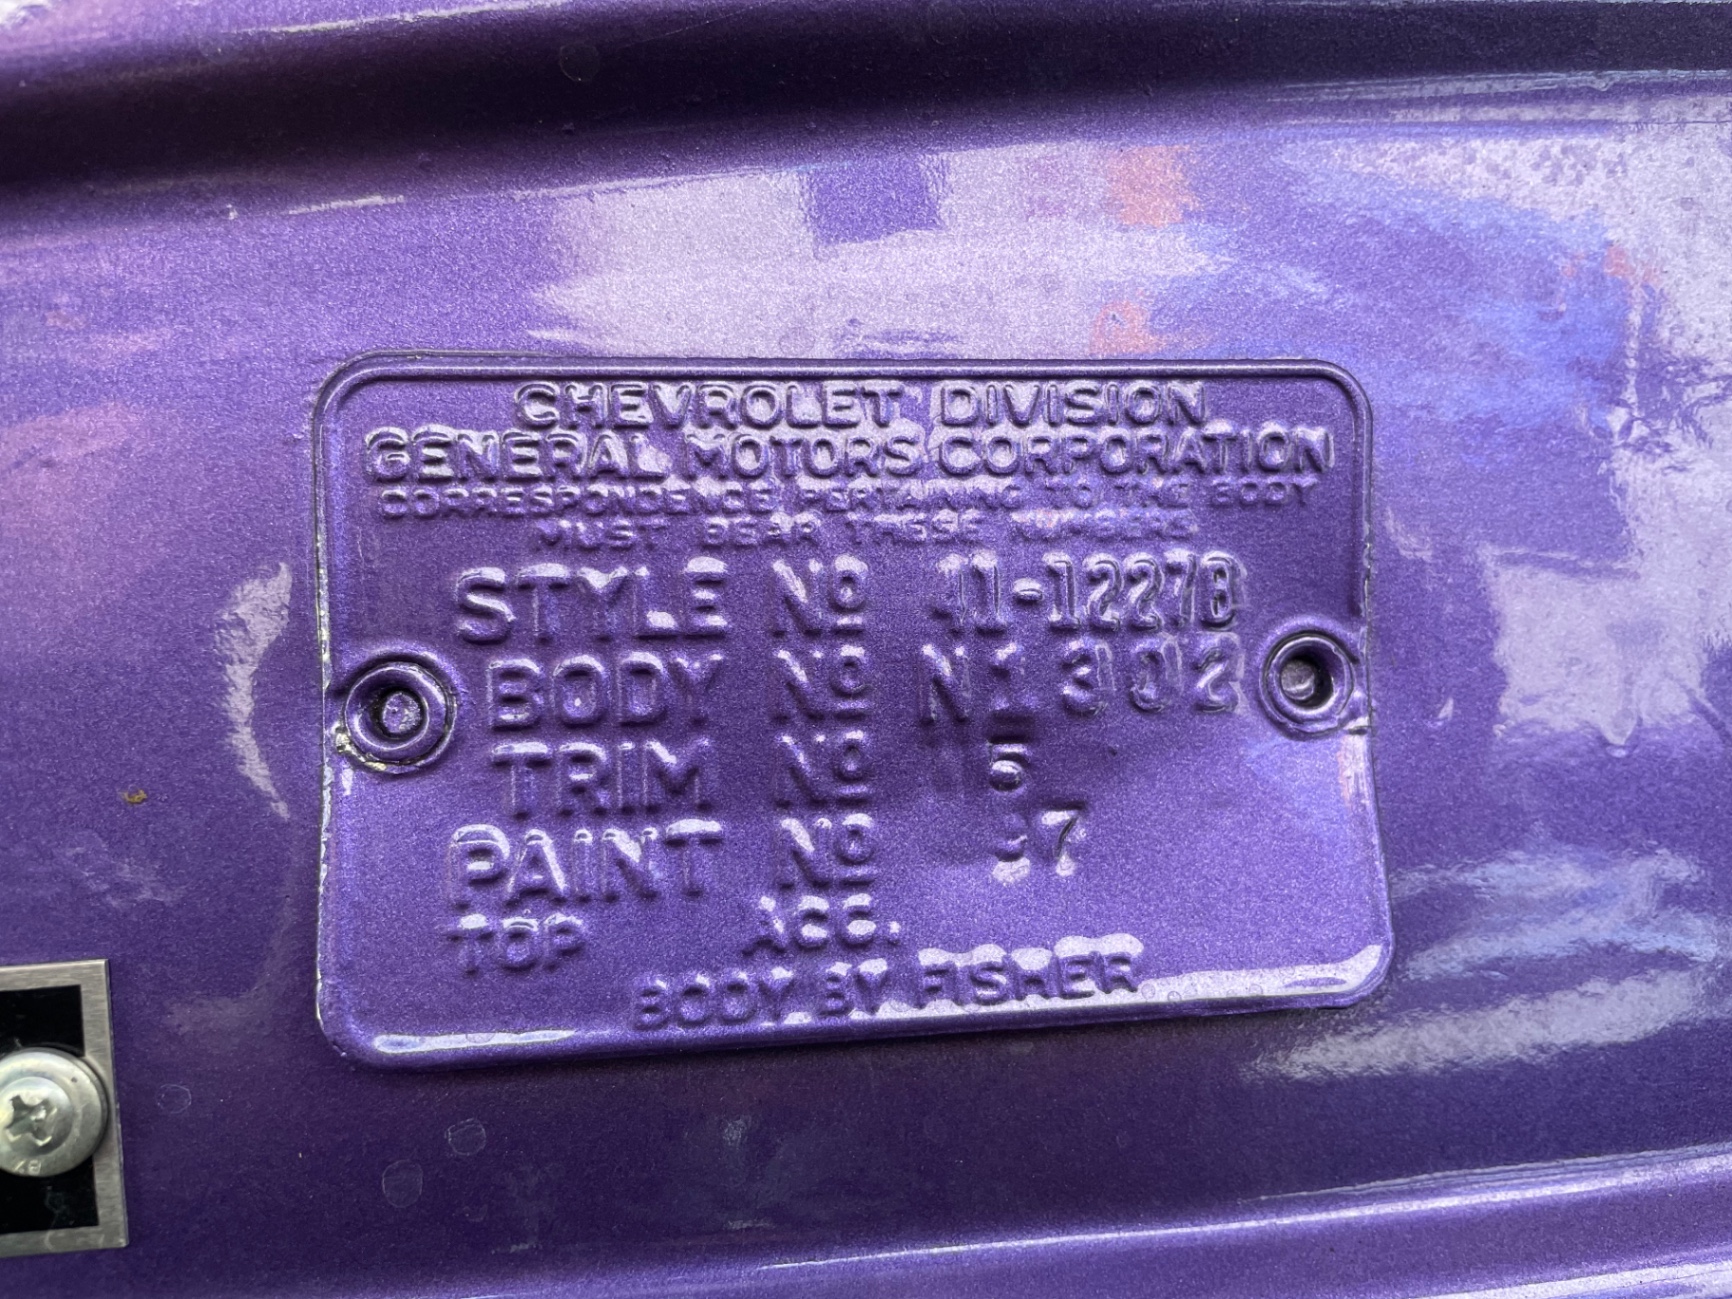 CHEVROLET DIVISION
GENERAL MOTORS CORPORATION
CORRESPONDENCE PERTAINING TO THE BODY
MUST BEAR THESE NUMBERS
STYLE NO 41-1227B
BODY NO N1302
TRIM NO 5
PAINT NO
TOP ACC.
BODY BY FISHER